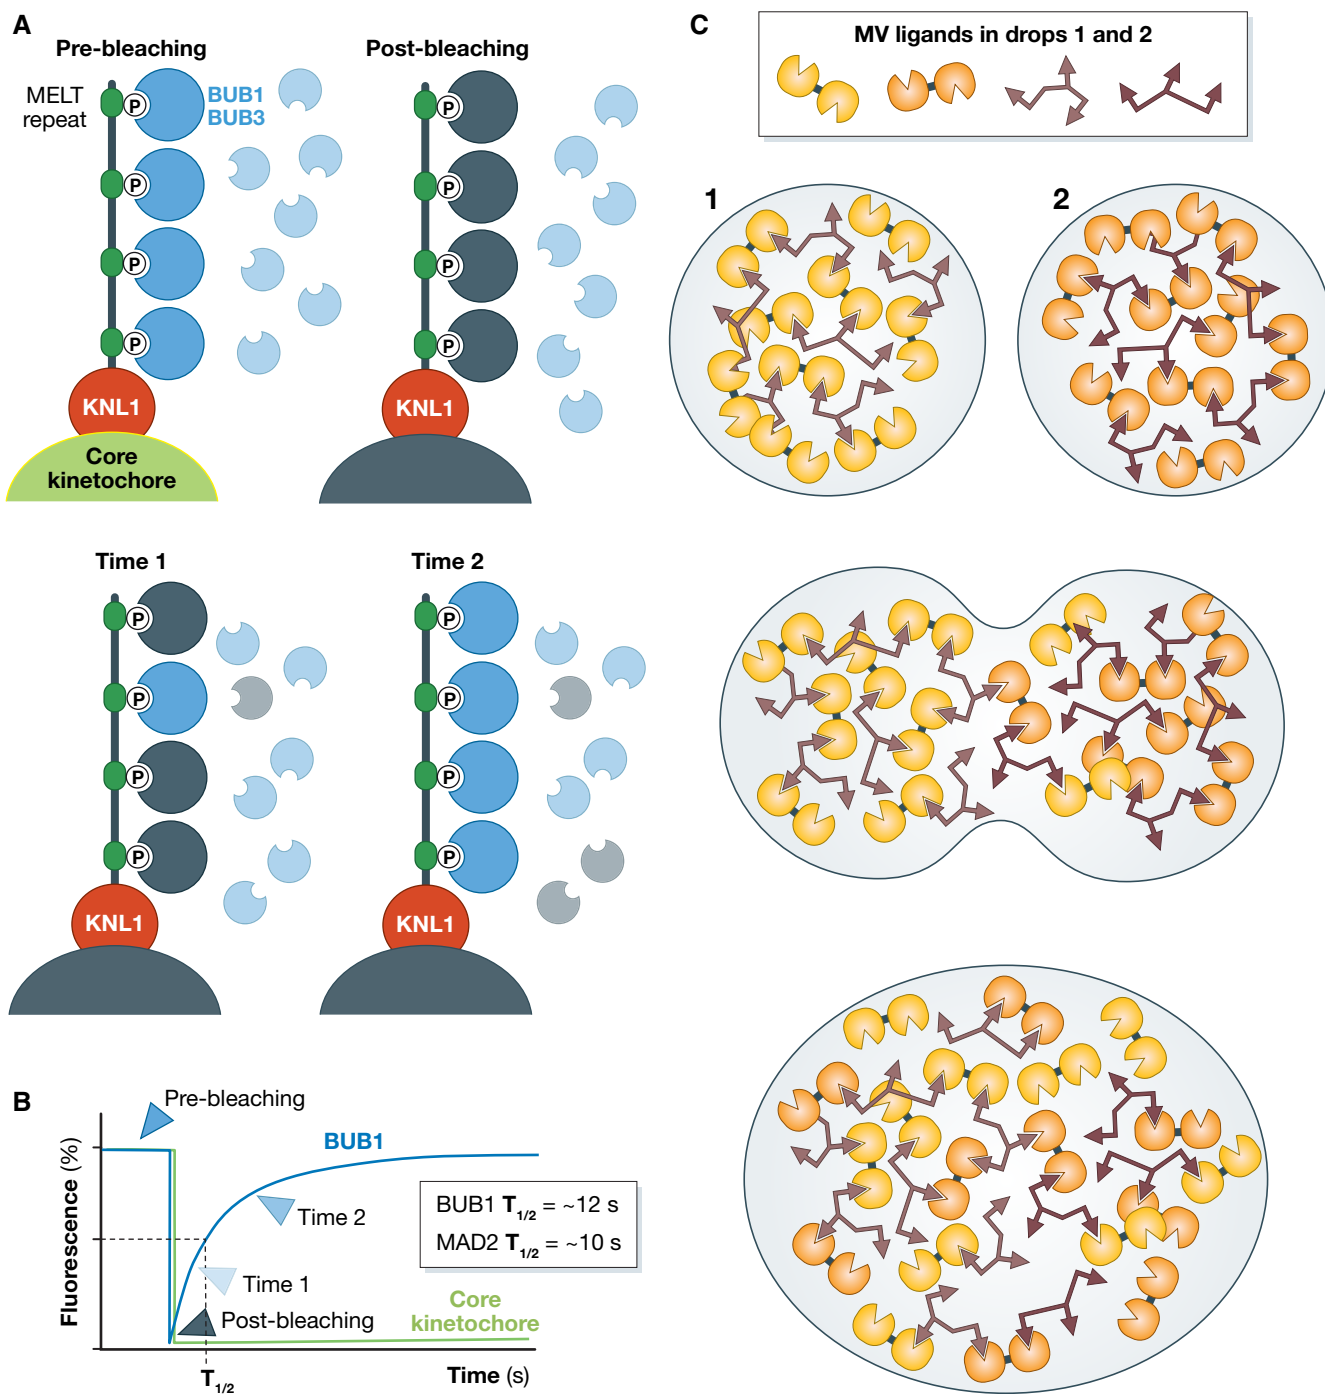 A
Pre-bleaching
Post-bleaching
MELT
repeat
BUB1
BUB3
P
P
P
P
P
P
P
P
KNL1
KNL1
Core
kinetochore
Time 1
Time 2
P
P
P
P
P
P
P
P
KNL1
KNL1
B
Pre-bleaching
BUB1
Time 2
BUB1 T1/2 = ~12 s
MAD2 T1/2 = ~10 s
Time 1
Post-bleaching
Core
kinetochore
Fluorescence (%)
T1/2
Time (s)
C
MV ligands in drops 1 and 2
1
2